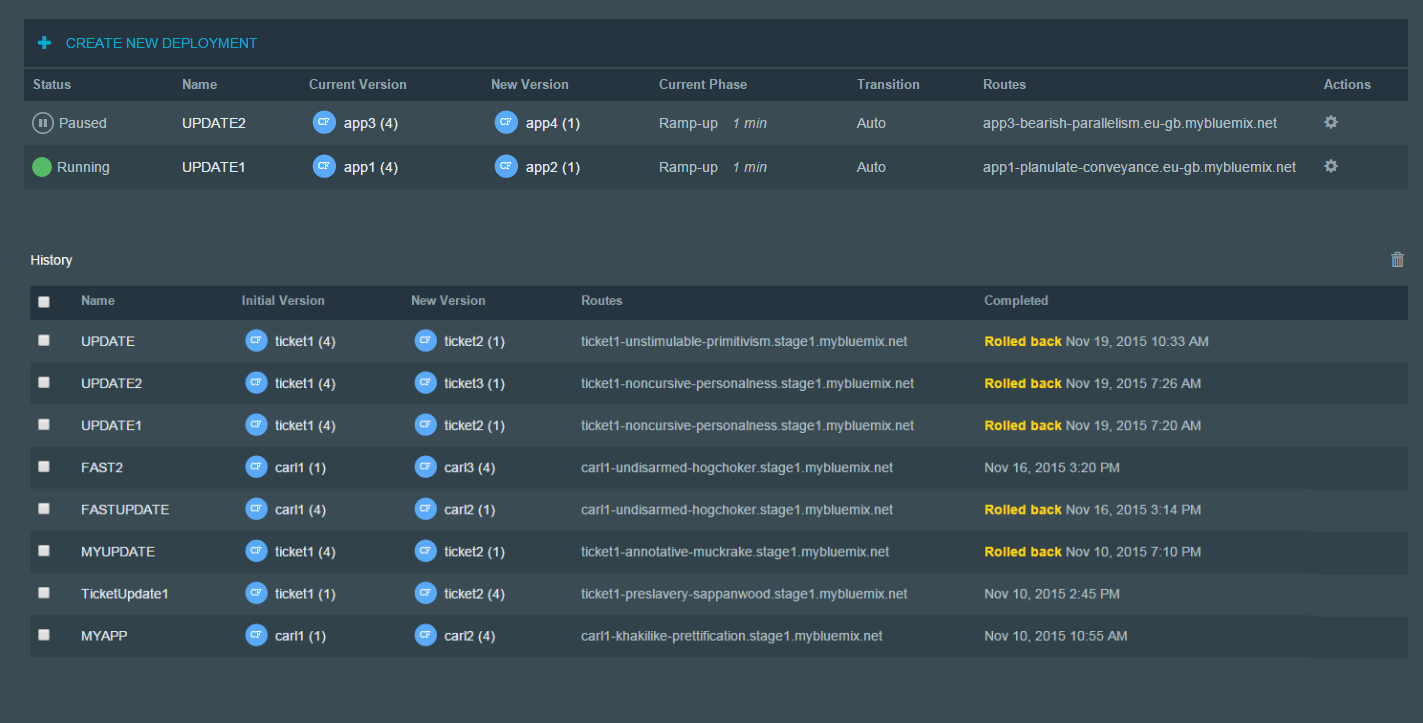 CREATE NEW DEPLOYMENT
Status Name Current Version New Version Current Phase Transition Routes Actions
Paused UPDATE2 CF app3 (4) CF app4 (1) Ramp-up 1 min Auto app3-bearish-parallelism.eu-gb.mybluemix.net
Running UPDATE1 CF app1 (4) CF app2 (1) Ramp-up 1 min Auto app1-planulate-conveyance.eu-gb.mybluemix.net
History
Name Initial Version New Version Routes Completed
UPDATE CF ticket1 (4) CF ticket2 (1) ticket1-unstimulable-primitivism.stage1.mybluemix.net Rolled back Nov 19, 2015 10:33 AM
UPDATE2 CF ticket1 (4) CF ticket3 (1) ticket1-noncursive-personalness.stage1.mybluemix.net Rolled back Nov 19, 2015 7:26 AM
UPDATE1 CF ticket1 (4) CF ticket2 (1) ticket1-noncursive-personalness.stage1.mybluemix.net Rolled back Nov 19, 2015 7:20 AM
FAST2 CF carl1 (1) CF carl3 (4) carl1-undisarmed-hogchoker.stage1.mybluemix.net Nov 16, 2015 3:20 PM
FASTUPDATE CF carl1 (4) CF carl2 (1) carl1-undisarmed-hogchoker.stage1.mybluemix.net Rolled back Nov 16, 2015 3:14 PM
MYUPDATE CF ticket1 (4) CF ticket2 (1) ticket1-annotative-muckrake.stage1.mybluemix.net Rolled back Nov 10, 2015 7:10 PM
TicketUpdate1 CF ticket1 (1) CF ticket2 (4) ticket1-preslavery-sappanwood.stage1.mybluemix.net Nov 10, 2015 2:45 PM
MYAPP CF carl1 (1) CF carl2 (4) carl1-khakilike-prettification.stage1.mybluemix.net Nov 10, 2015 10:55 AM